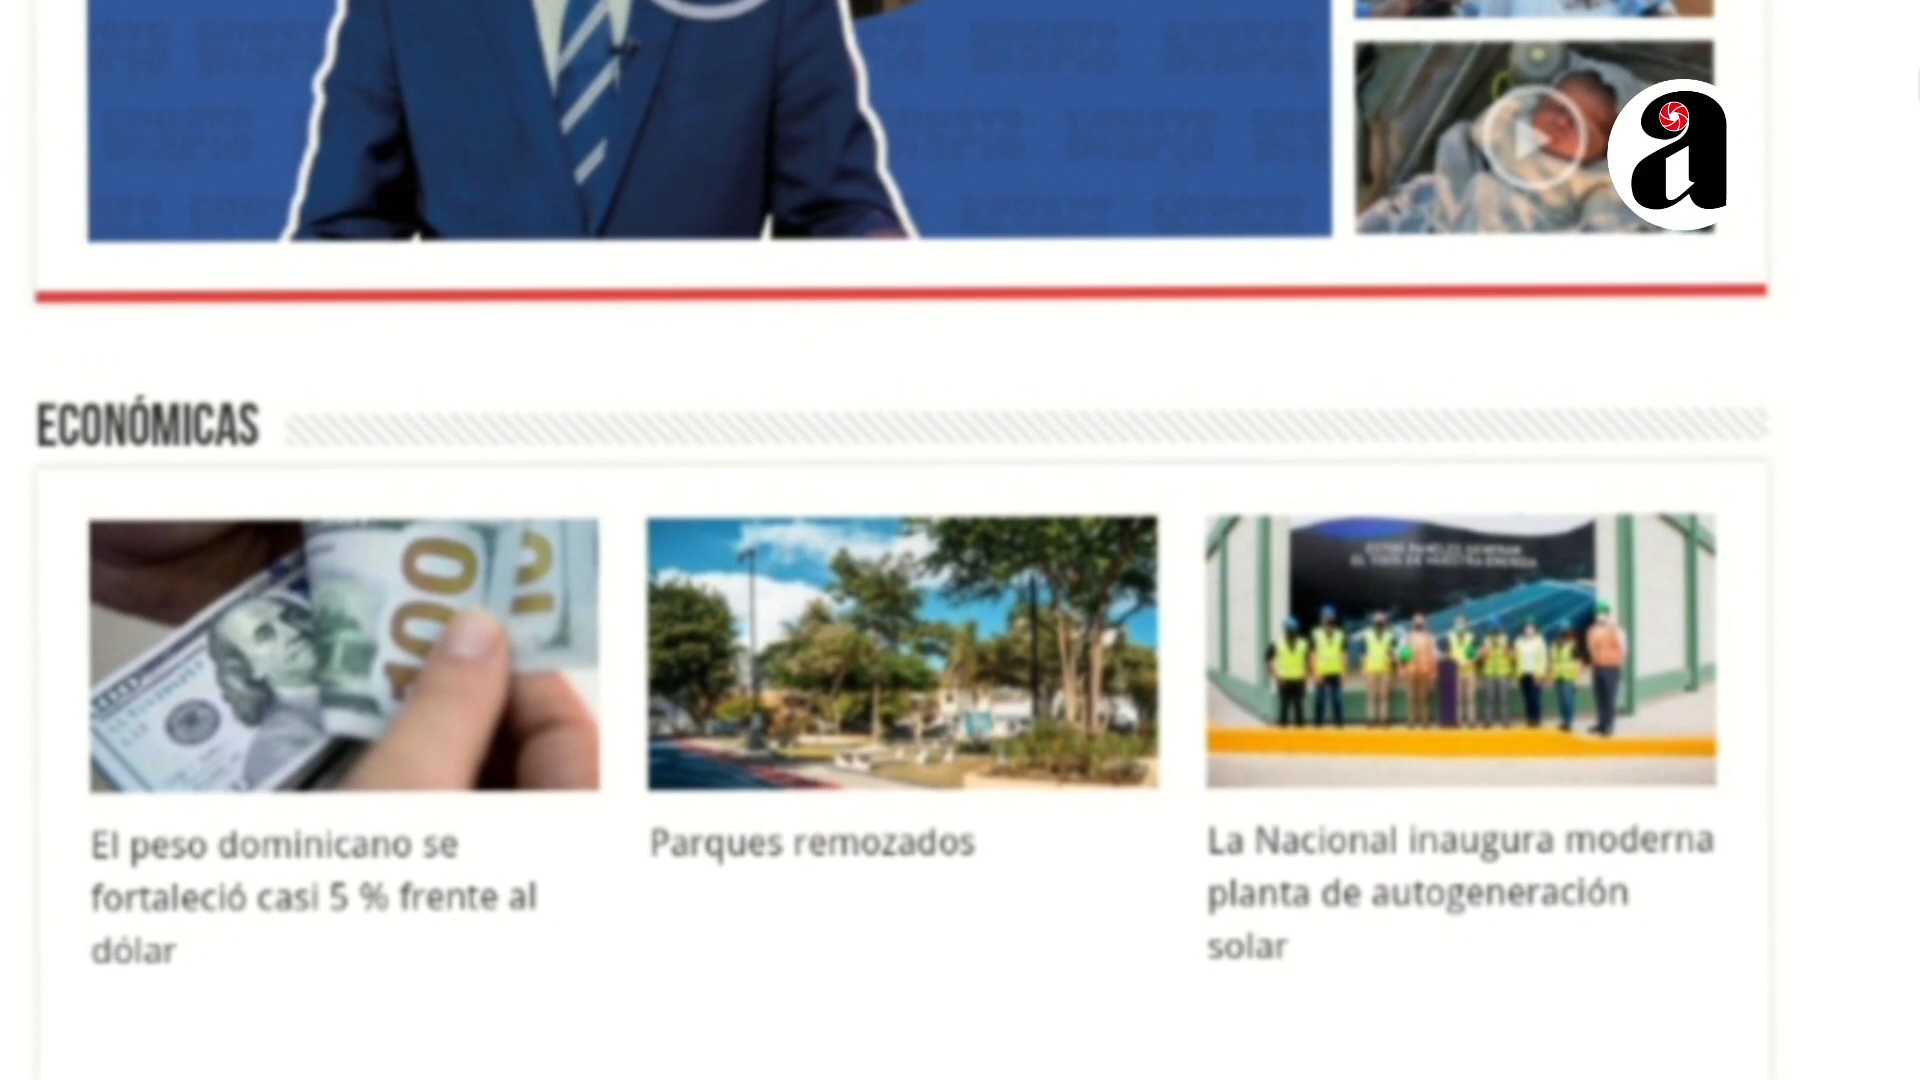 a
ECONÓMICAS
100
El peso dominicano se
fortaleció casi 5 % frente al
dólar
Parques remozados
La Nacional inaugura moderna
planta de autogeneración
solar